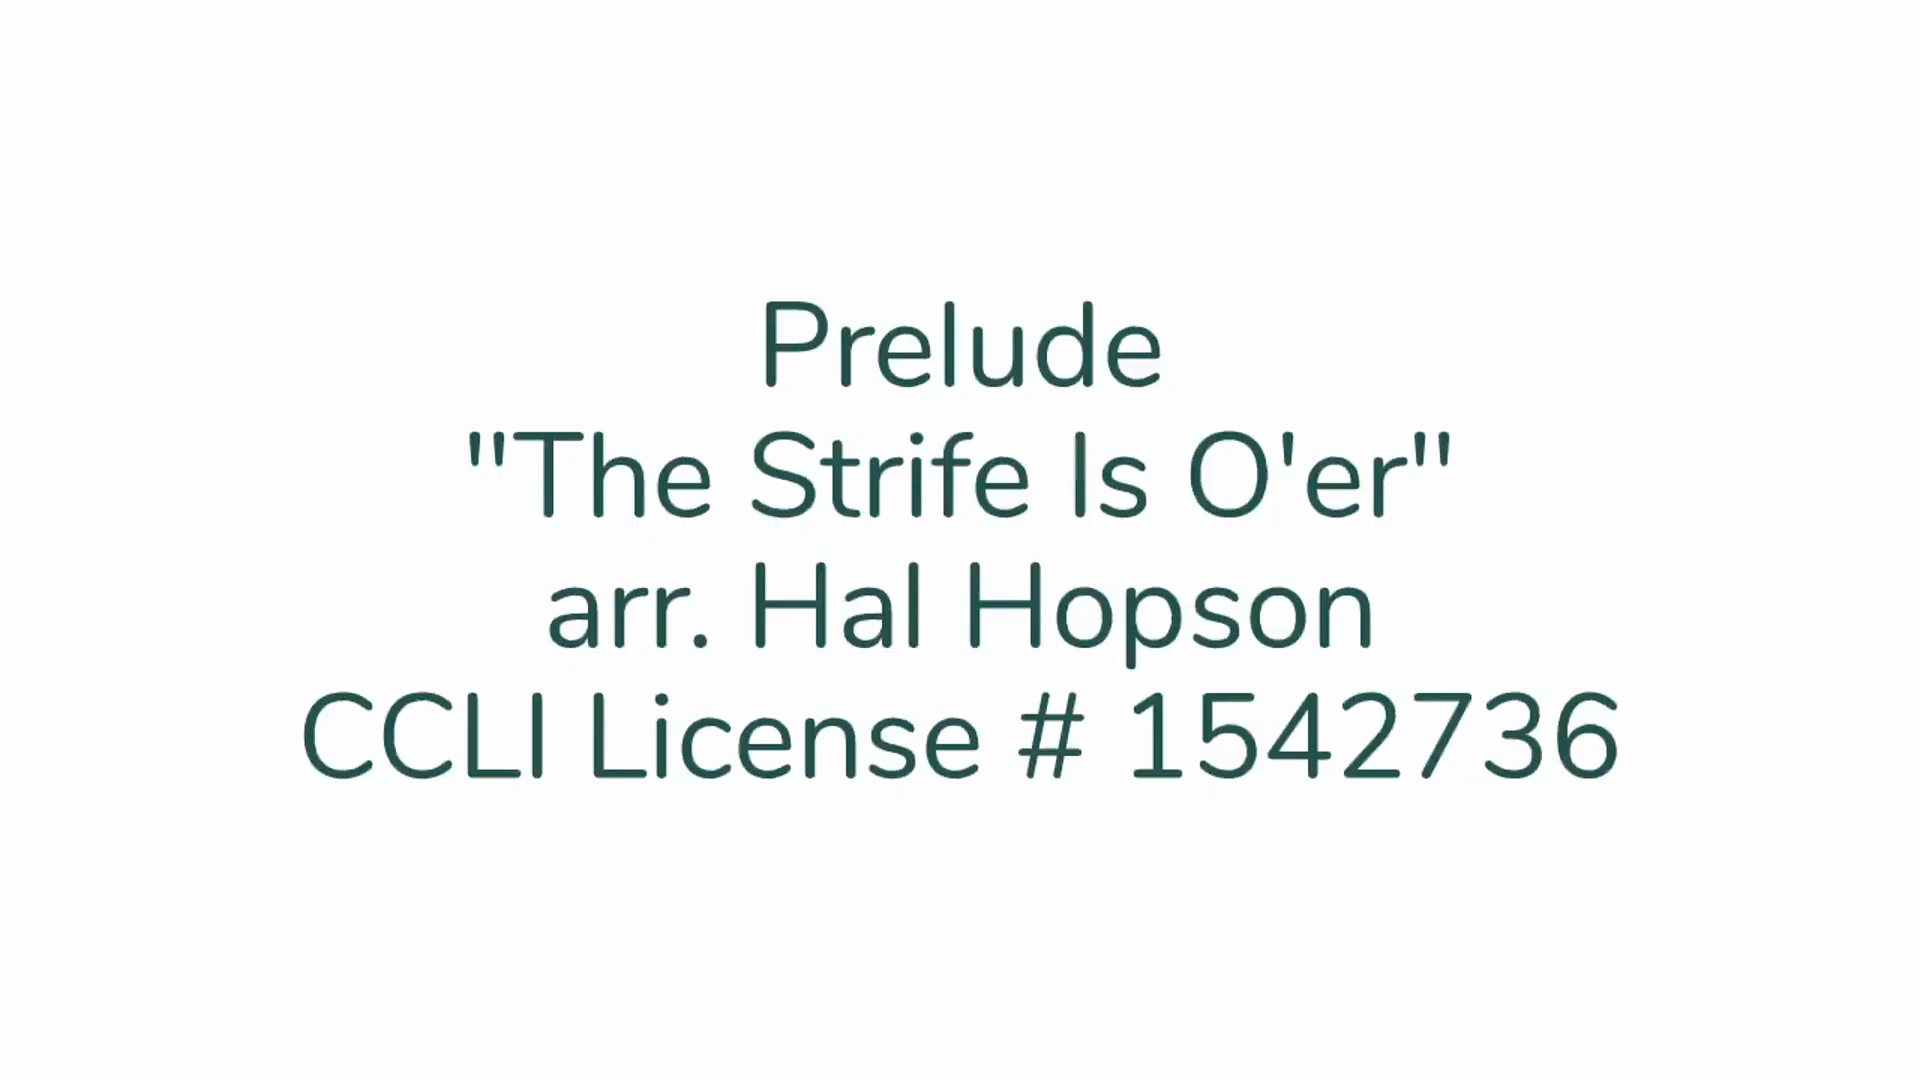 Prelude
"The Strife Is O'er"
arr. Hal Hopson
CCLI License # 1542736